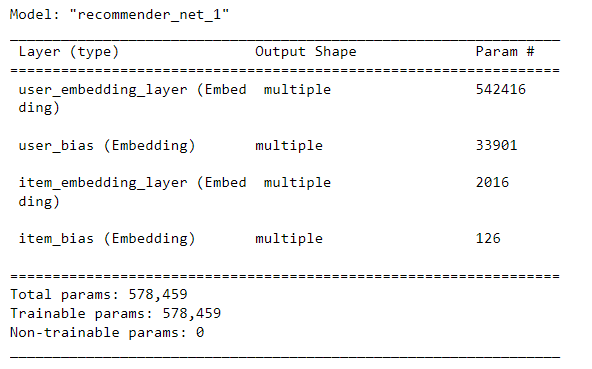 Model: "recommender_net_1"
_________________________________________________________________
Layer (type) Output Shape Param #
=================================================================
user_embedding_layer (Embed multiple 542416
ding)
user_bias (Embedding) multiple 33901
item_embedding_layer (Embed multiple 2016
ding)
item_bias (Embedding) multiple 126
=================================================================
Total params: 578,459
Trainable params: 578,459
Non-trainable params: 0
_________________________________________________________________